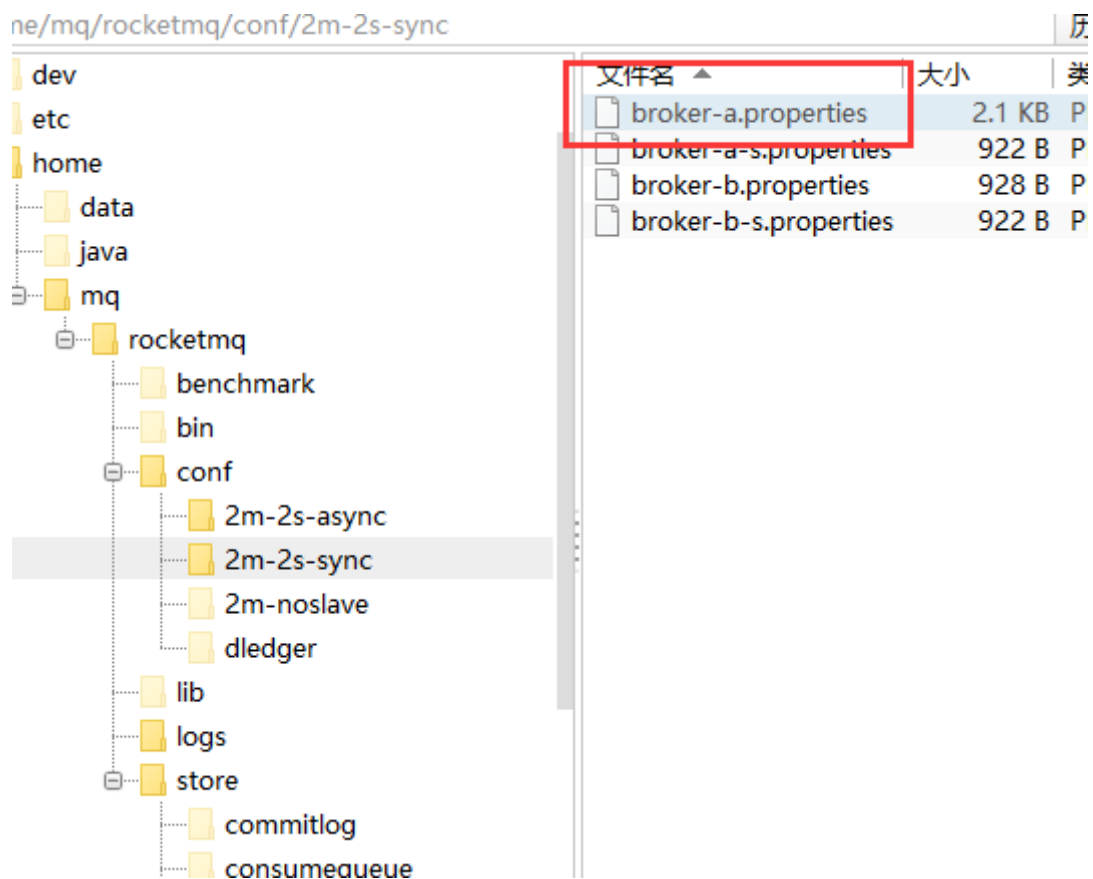 ne/mq/rocketmq/conf/2m-2s-sync
历
dev
etc
home
data
java
mq
rocketmq
benchmark
bin
conf
2m-2s-async
2m-2s-sync
2m-noslave
dledger
lib
logs
store
commitlog
consumequeue
文件名 大小 类
broker-a.properties 2.1 KB P
broker-a-s.properties 922 B P
broker-b.properties 928 B P
broker-b-s.properties 922 B P